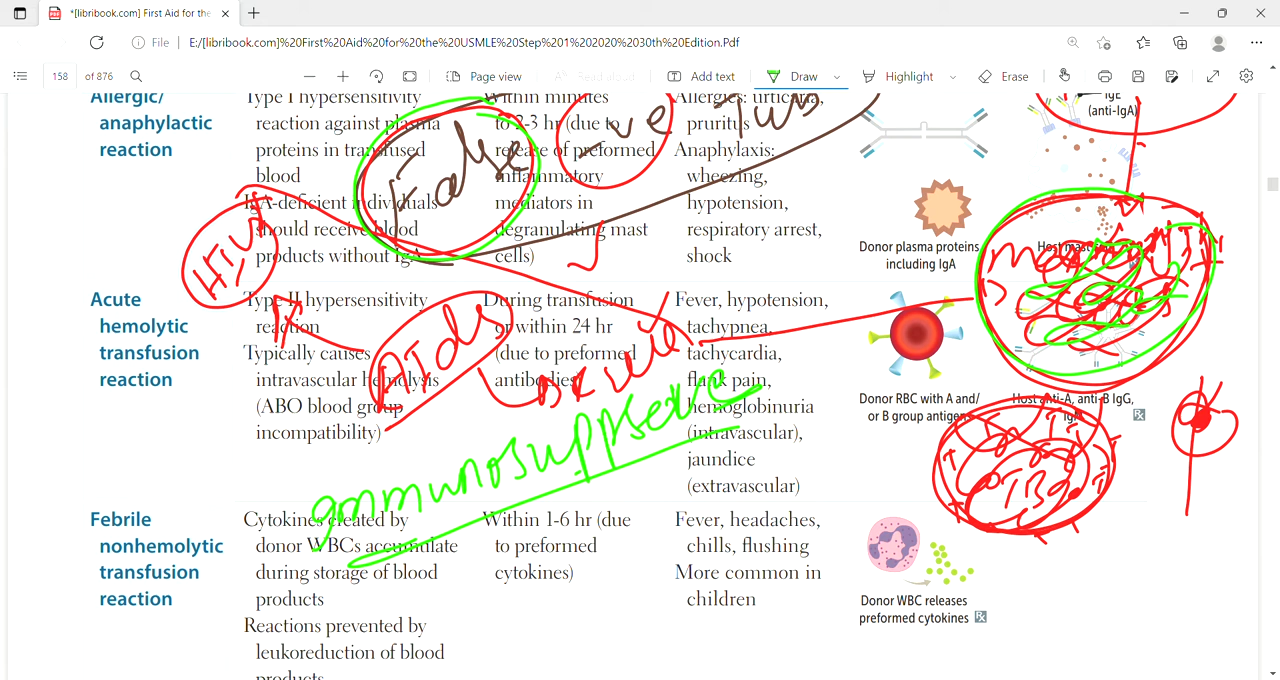 *[libribook.com] First Aid for the
File E:/[libribook.com]%20First%20Aid%20for%20the%20USMLE%20Step%201%202020%2030th%20Edition.Pdf
158 of 876 Page view Read aloud Add text Draw Highlight Erase
Allergic/
anaphylactic
reaction
Type I hypersensitivity
reaction against plasma
proteins in transfused
blood
IgA-deficient individuals
should receive blood
products without IgA
Within minutes
to 2-3 hr (due to
release of preformed
inflammatory
mediators in
degranulating mast
cells)
Allergies: urticaria,
pruritus
Anaphylaxis:
wheezing,
hypotension,
respiratory arrest,
shock
IgE
(anti-IgA)
Donor plasma proteins
including IgA
Host mast
False
-ve
HIV
AIDS
Acute
hemolytic
transfusion
reaction
Type II hypersensitivity
reaction
Typically causes
intravascular hemolysis
(ABO blood group
incompatibility)
During transfusion
or within 24 hr
(due to preformed
antibodies)
Fever, hypotension,
tachypnea,
tachycardia,
flank pain,
hemoglobinuria
(intravascular),
jaundice
(extravascular)
Donor RBC with A and/
or B group antigens
Host anti-A, anti-B IgG,
IgM
Immunosuppressive
Febrile
nonhemolytic
transfusion
reaction
Cytokines created by
donor WBCs accumulate
during storage of blood
products
Reactions prevented by
leukoreduction of blood
products
Within 1-6 hr (due
to preformed
cytokines)
Fever, headaches,
chills, flushing
More common in
children
Donor WBC releases
preformed cytokines